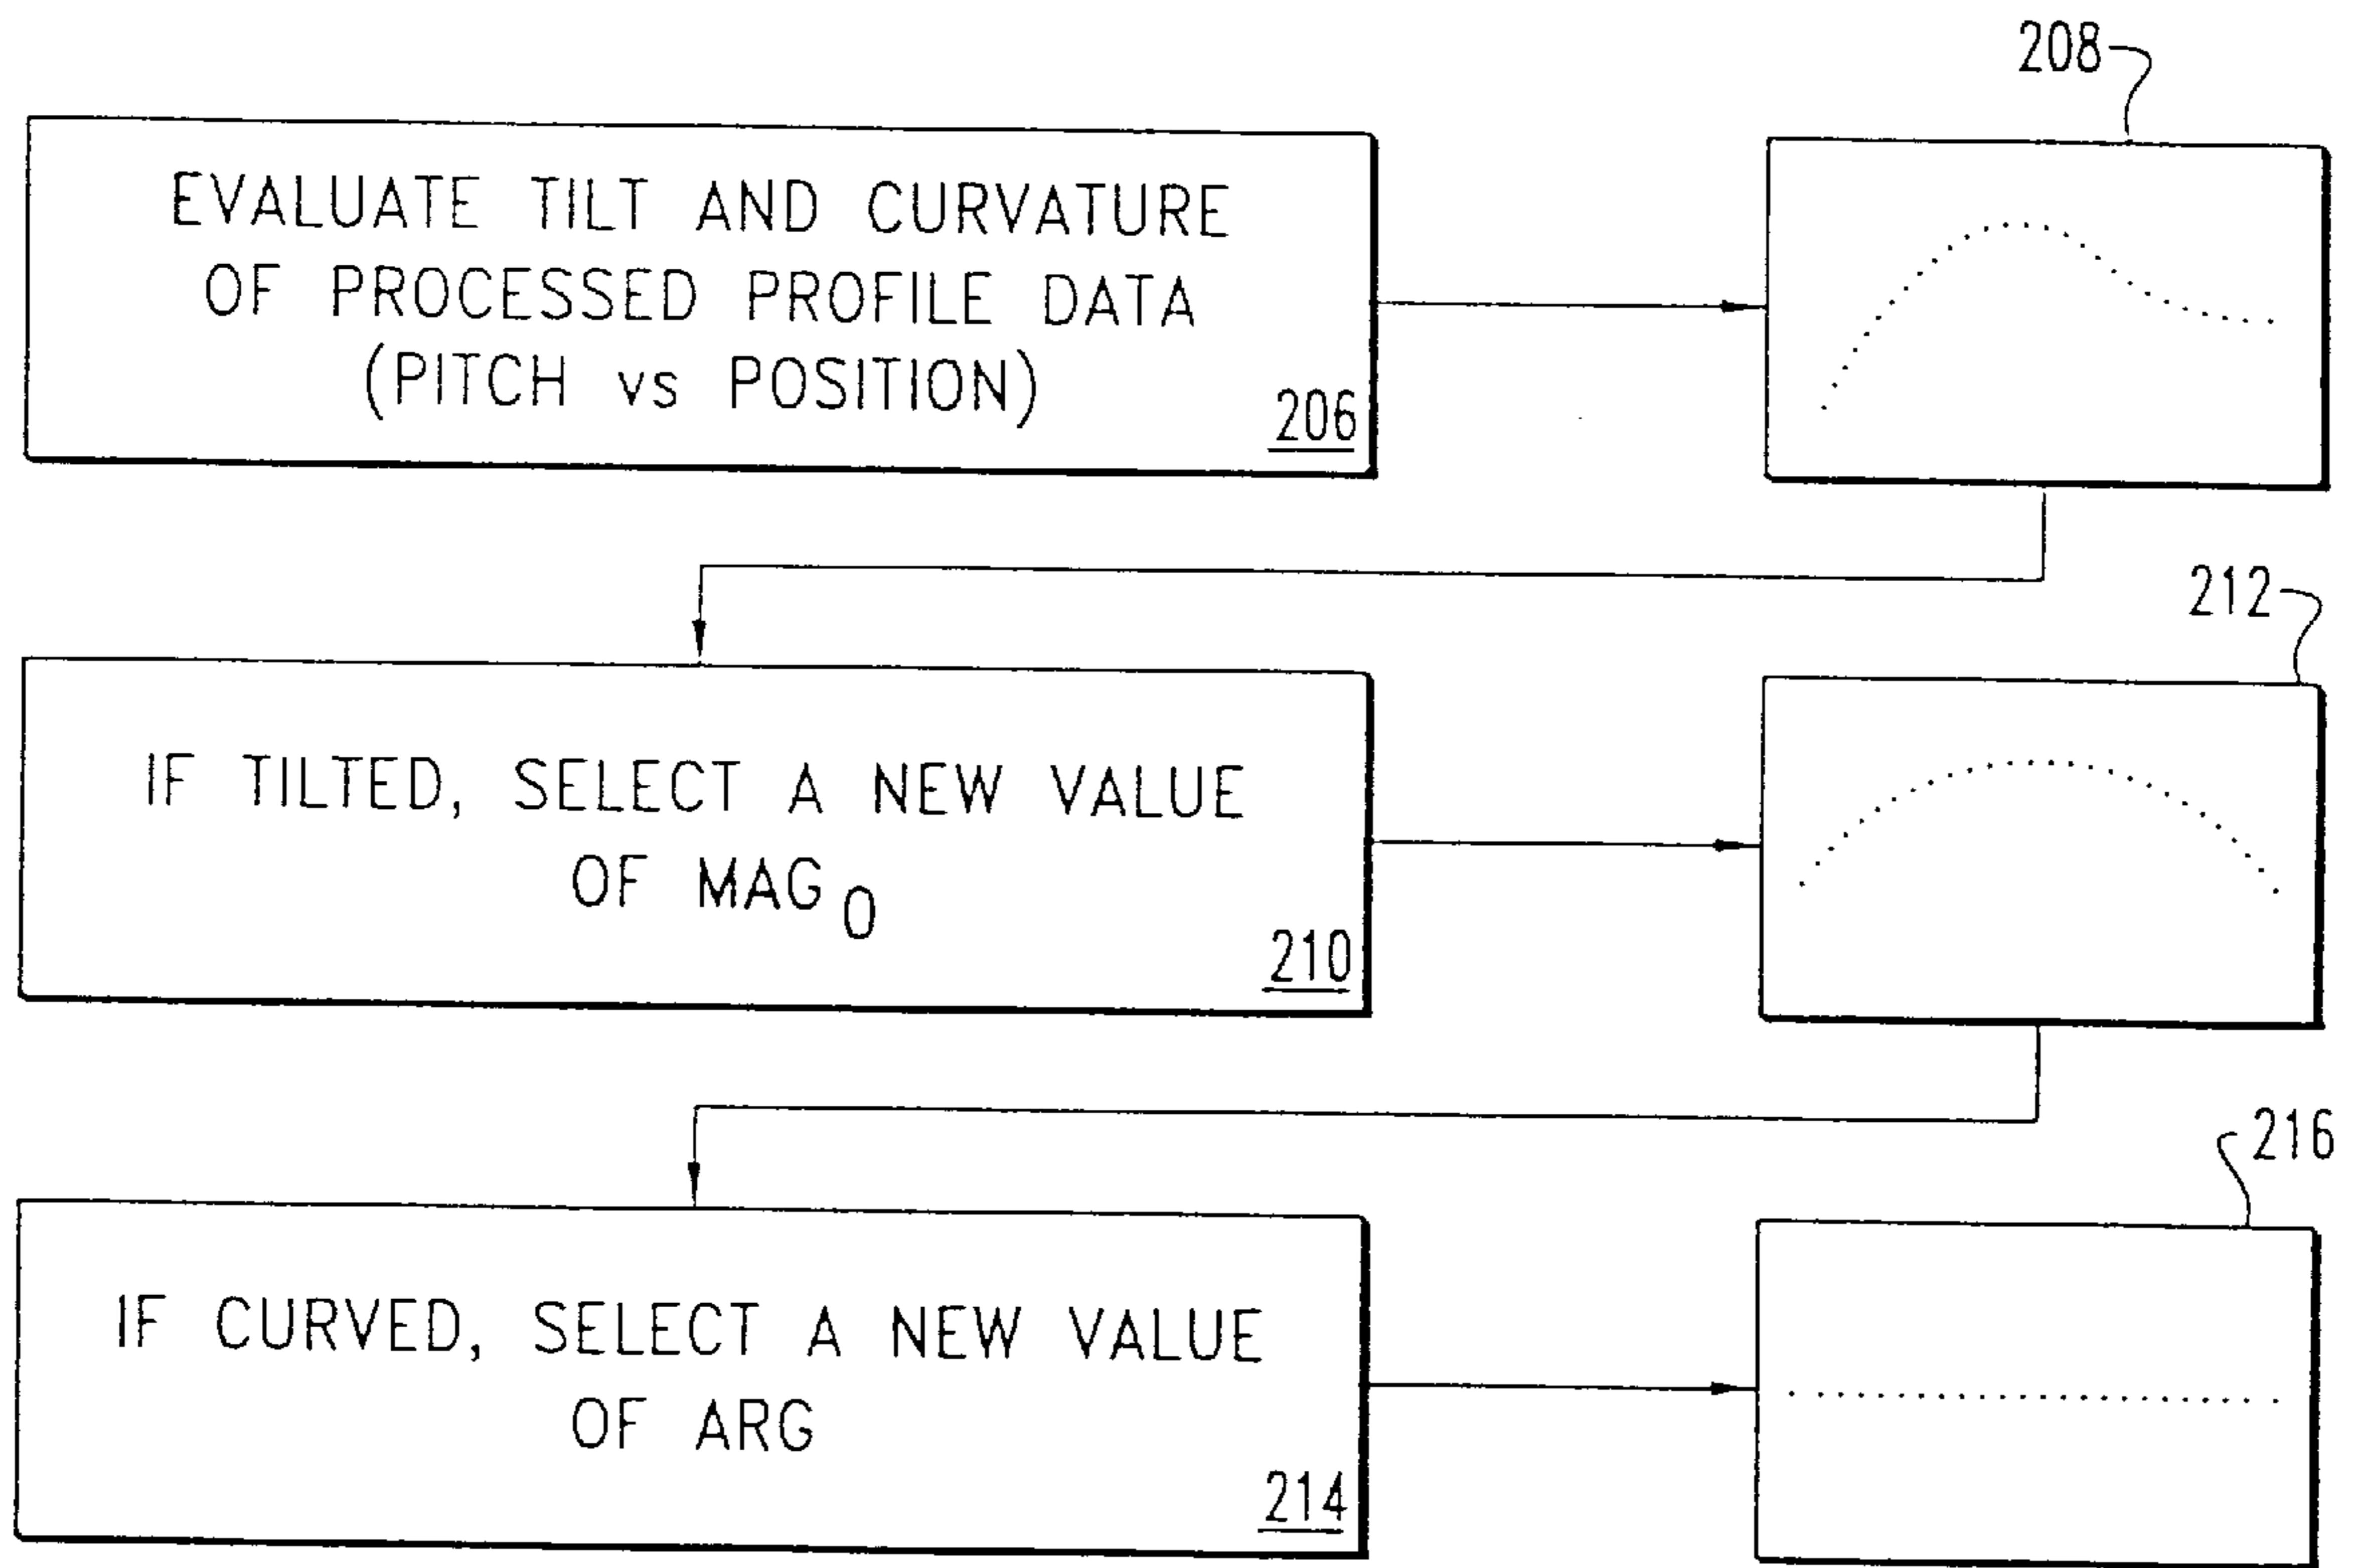 208
EVALUATE TILT AND CURVATURE
OF PROCESSED PROFILE DATA
(PITCH vs POSITION)
206
212
IF TILTED, SELECT A NEW VALUE
OF MAG0
210
216
IF CURVED, SELECT A NEW VALUE
OF ARG
214